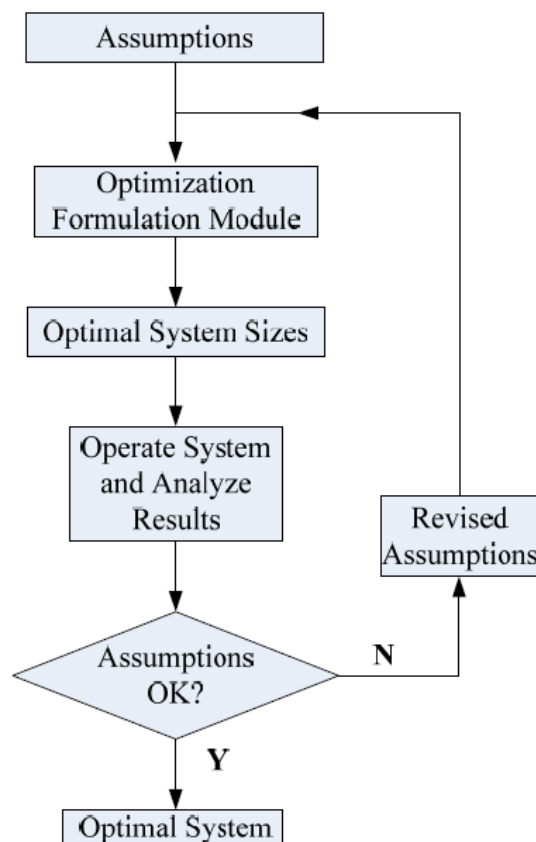 Assumptions
Optimization
Formulation Module
Optimal System Sizes
Operate System
and Analyze
Results
Revised
Assumptions
Assumptions
OK?
N
Y
Optimal System